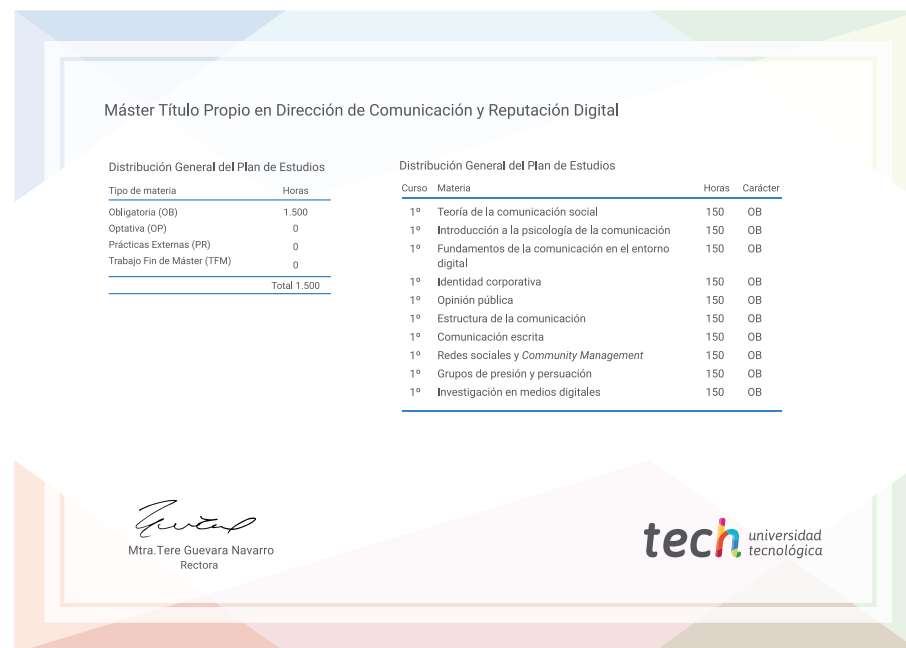 Máster Título Propio en Dirección de Comunicación y Reputación Digital
Distribución General del Plan de Estudios
Tipo de materia Horas
Obligatoria (OB) 1.500
Optativa (OP) 0
Prácticas Externas (PR) 0
Trabajo Fin de Máster (TFM) 0
Total 1.500
Distribución General del Plan de Estudios
Curso Materia Horas Carácter
1º Teoría de la comunicación social 150 OB
1º Introducción a la psicología de la comunicación 150 OB
1º Fundamentos de la comunicación en el entorno 150 OB
digital
1º Identidad corporativa 150 OB
1º Opinión pública 150 OB
1º Estructura de la comunicación 150 OB
1º Comunicación escrita 150 OB
1º Redes sociales y Community Management 150 OB
1º Grupos de presión y persuación 150 OB
1º Investigación en medios digitales 150 OB
Mtra.Tere Guevara Navarro
Rectora
tech universidad
tecnológica